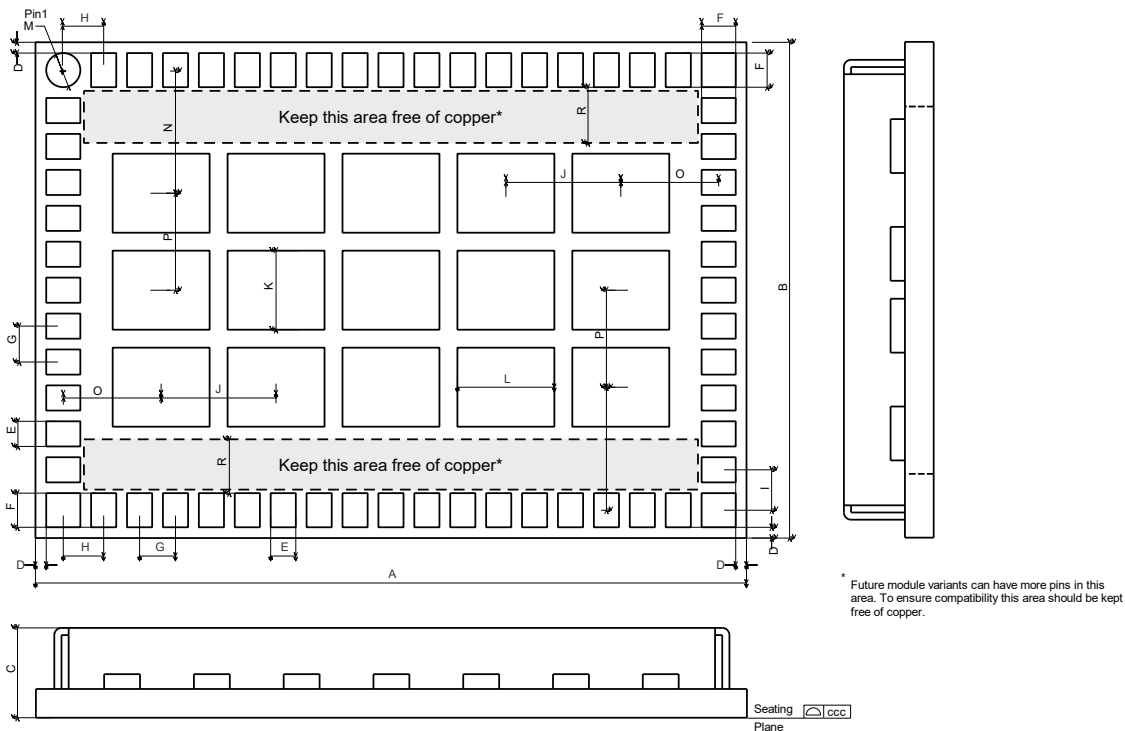 Pin1
M
H
F
D
F
Keep this area free of copper*
R
N
J
O
P
K
B
G
P
O
J
L
E
R
Keep this area free of copper*
F
I
H
G
E
D
D
D
A
*
Future module variants can have more pins in this
area. To ensure compatibility this area should be kept
free of copper.
C
Seating
ccc
Plane